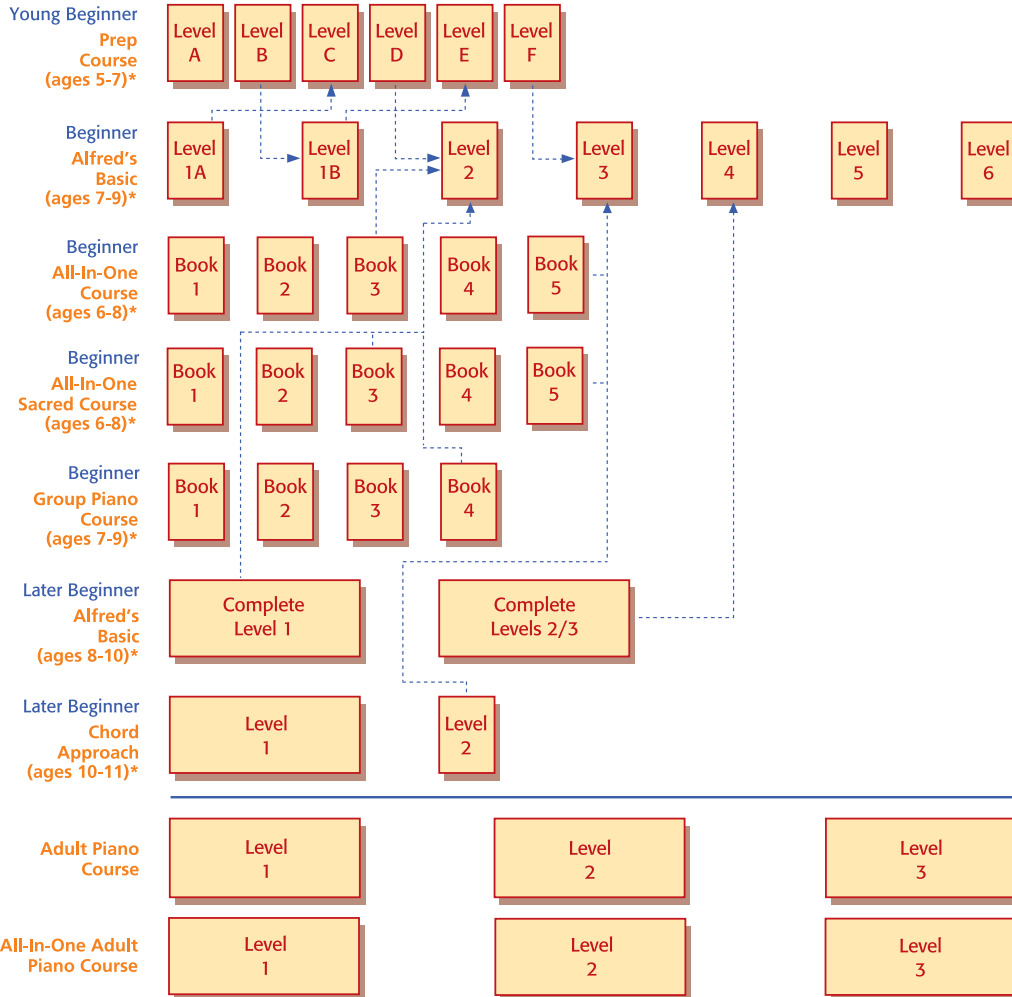 Young Beginner
Prep
Course
(ages 5-7)*
Level
A
Level
B
Level
C
Level
D
Level
E
Level
F
Beginner
Alfred's
Basic
(ages 7-9)*
Level
1A
Level
1B
Level
2
Level
3
Level
4
Level
5
Level
6
Beginner
All-In-One
Course
(ages 6-8)*
Book
1
Book
2
Book
3
Book
4
Book
5
Beginner
All-In-One
Sacred Course
(ages 6-8)*
Book
1
Book
2
Book
3
Book
4
Book
5
Beginner
Group Piano
Course
(ages 7-9)*
Book
1
Book
2
Book
3
Book
4
Later Beginner
Alfred's
Basic
(ages 8-10)*
Complete
Level 1
Complete
Levels 2/3
Later Beginner
Chord
Approach
(ages 10-11)*
Level
1
Level
2
Adult Piano
Course
Level
1
Level
2
Level
3
All-In-One Adult
Piano Course
Level
1
Level
2
Level
3